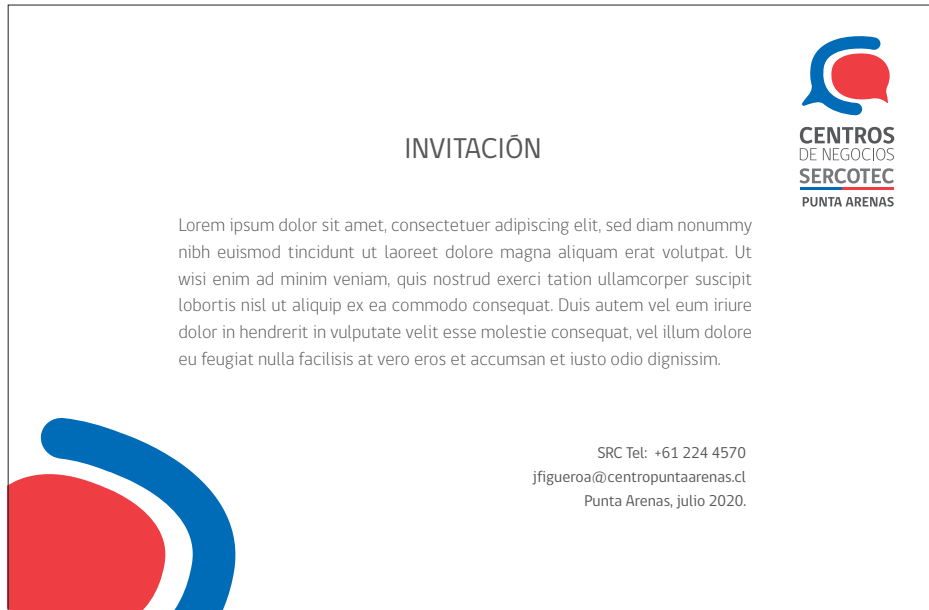 CENTROS
DE NEGOCIOS
SERCOTEC
PUNTA ARENAS
INVITACIÓN
Lorem ipsum dolor sit amet, consectetuer adipiscing elit, sed diam nonummy
nibh euismod tincidunt ut laoreet dolore magna aliquam erat volutpat. Ut
wisi enim ad minim veniam, quis nostrud exerci tation ullamcorper suscipit
lobortis nisl ut aliquip ex ea commodo consequat. Duis autem vel eum iriure
dolor in hendrerit in vulputate velit esse molestie consequat, vel illum dolore
eu feugiat nulla facilisis at vero eros et accumsan et iusto odio dignissim.
SRC Tel: +61 224 4570
jfigueroa@centropuntaarenas.cl
Punta Arenas, julio 2020.